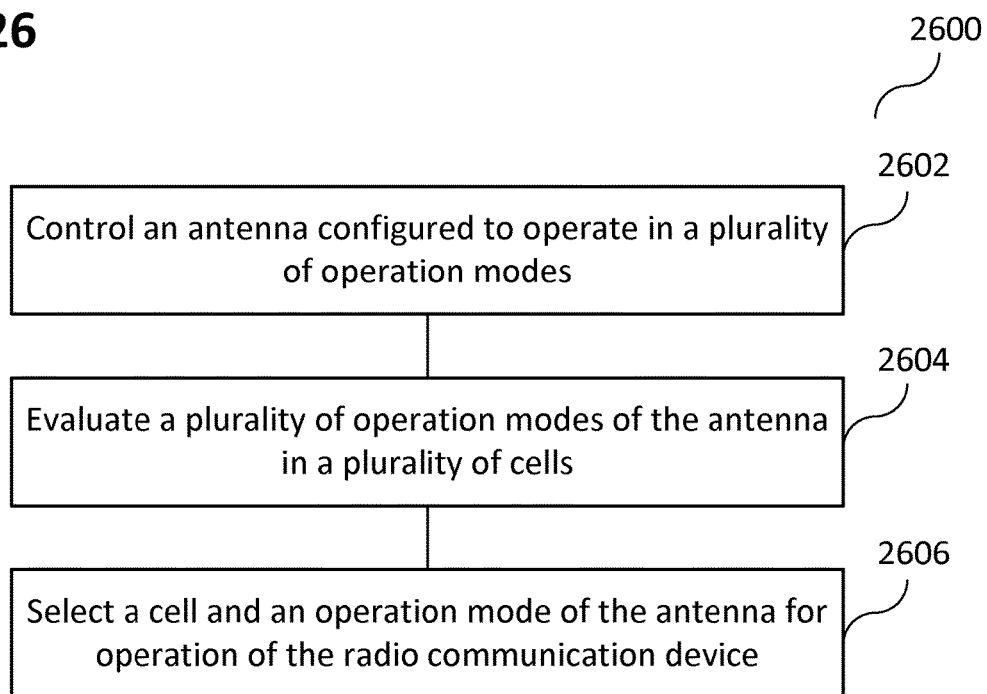 26
2600
2602
Control an antenna configured to operate in a plurality
of operation modes
2604
Evaluate a plurality of operation modes of the antenna
in a plurality of cells
2606
Select a cell and an operation mode of the antenna for
operation of the radio communication device